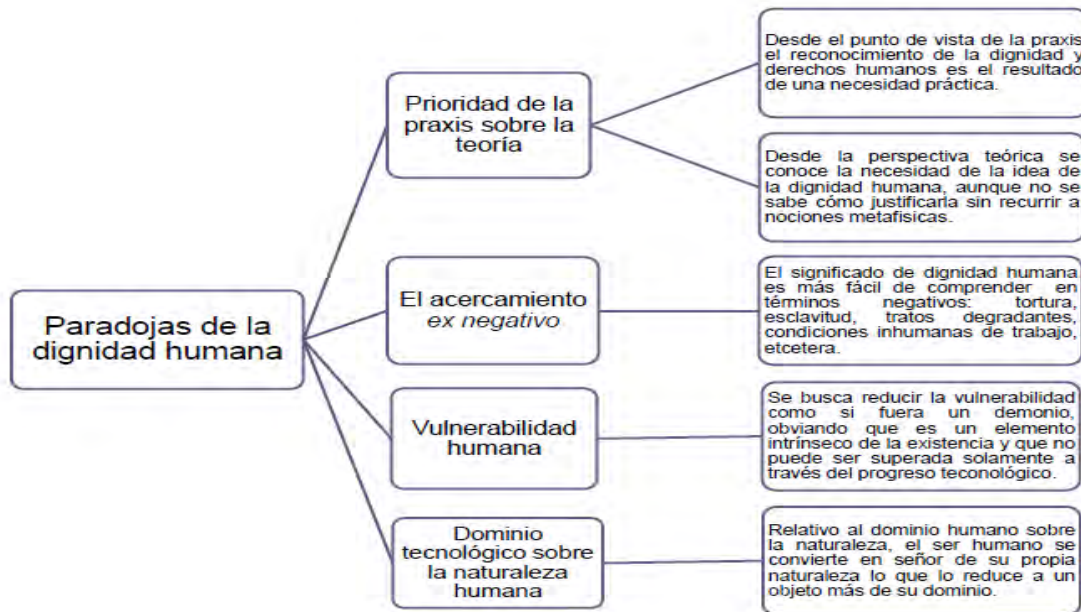 Paradojas de la
dignidad humana
Prioridad de la
praxis sobre la
teoría
Desde el punto de vista de la praxis
el reconocimiento de la dignidad y
derechos humanos es el resultado
de una necesidad práctica.
Desde la perspectiva teórica se
conoce la necesidad de la idea de
la dignidad humana, aunque no se
sabe cómo justificarla sin recurrir a
nociones metafisicas.
El acercamiento
ex negativo
El significado de dignidad humana
es más fácil de comprender en
términos negativos: tortura,
esclavitud, tratos degradantes,
condiciones inhumanas de trabajo,
etcetera.
Vulnerabilidad
humana
Se busca reducir la vulnerabilidad
como si fuera un demonio,
obviando que es un elemento
intrínseco de la existencia y que no
puede ser superada solamente a
través del progreso teconológico.
Dominio
tecnológico sobre
la naturaleza
humana
Relativo al dominio humano sobre
la naturaleza, el ser humano se
convierte en señor de su propia
naturaleza lo que lo reduce a un
objeto más de su dominio.